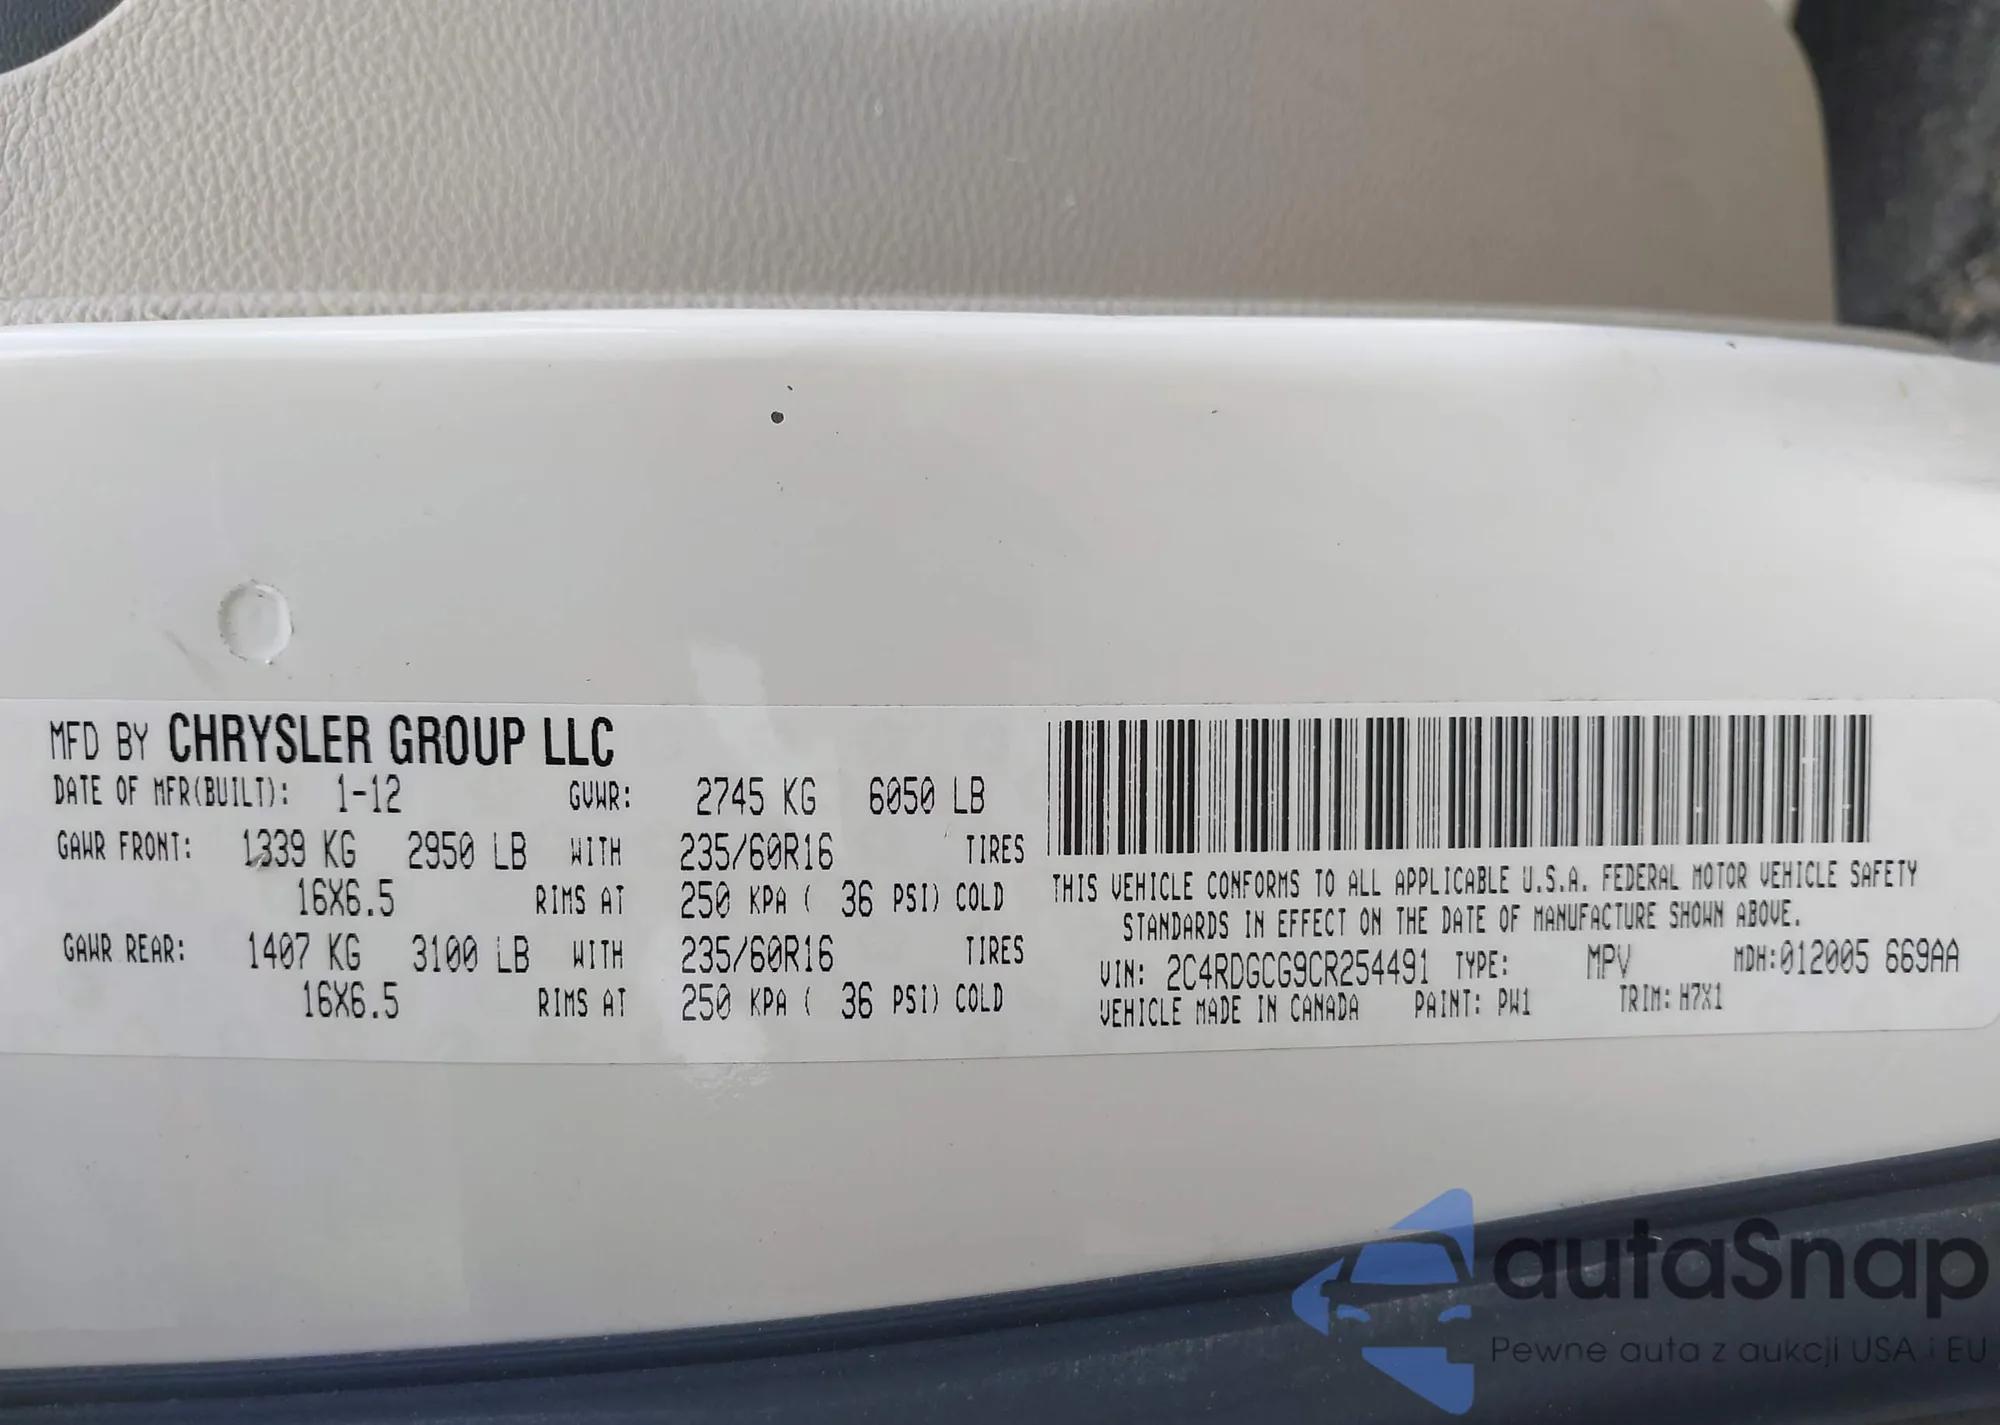 MFD BY CHRYSLER GROUP LLC
DATE OF MFR(BUILT): 1-12 GVWR: 2745 KG 6050 LB
GAWR FRONT: 1339 KG 2950 LB WITH 235/60R16 TIRES
16X6.5 RIMS AT 250 KPA ( 36 PSI) COLD
GAWR REAR: 1407 KG 3100 LB WITH 235/60R16 TIRES
16X6.5 RIMS AT 250 KPA ( 36 PSI) COLD
THIS VEHICLE CONFORMS TO ALL APPLICABLE U.S.A. FEDERAL MOTOR VEHICLE SAFETY
STANDARDS IN EFFECT ON THE DATE OF MANUFACTURE SHOWN ABOVE.
VIN: 2C4RDGCG9CR254491 TYPE: MPV MDH:012005 669AA
VEHICLE MADE IN CANADA PAINT: PW1 TRIM: H7X1
autaSnap
Pewne auta z aukcji USA i EU